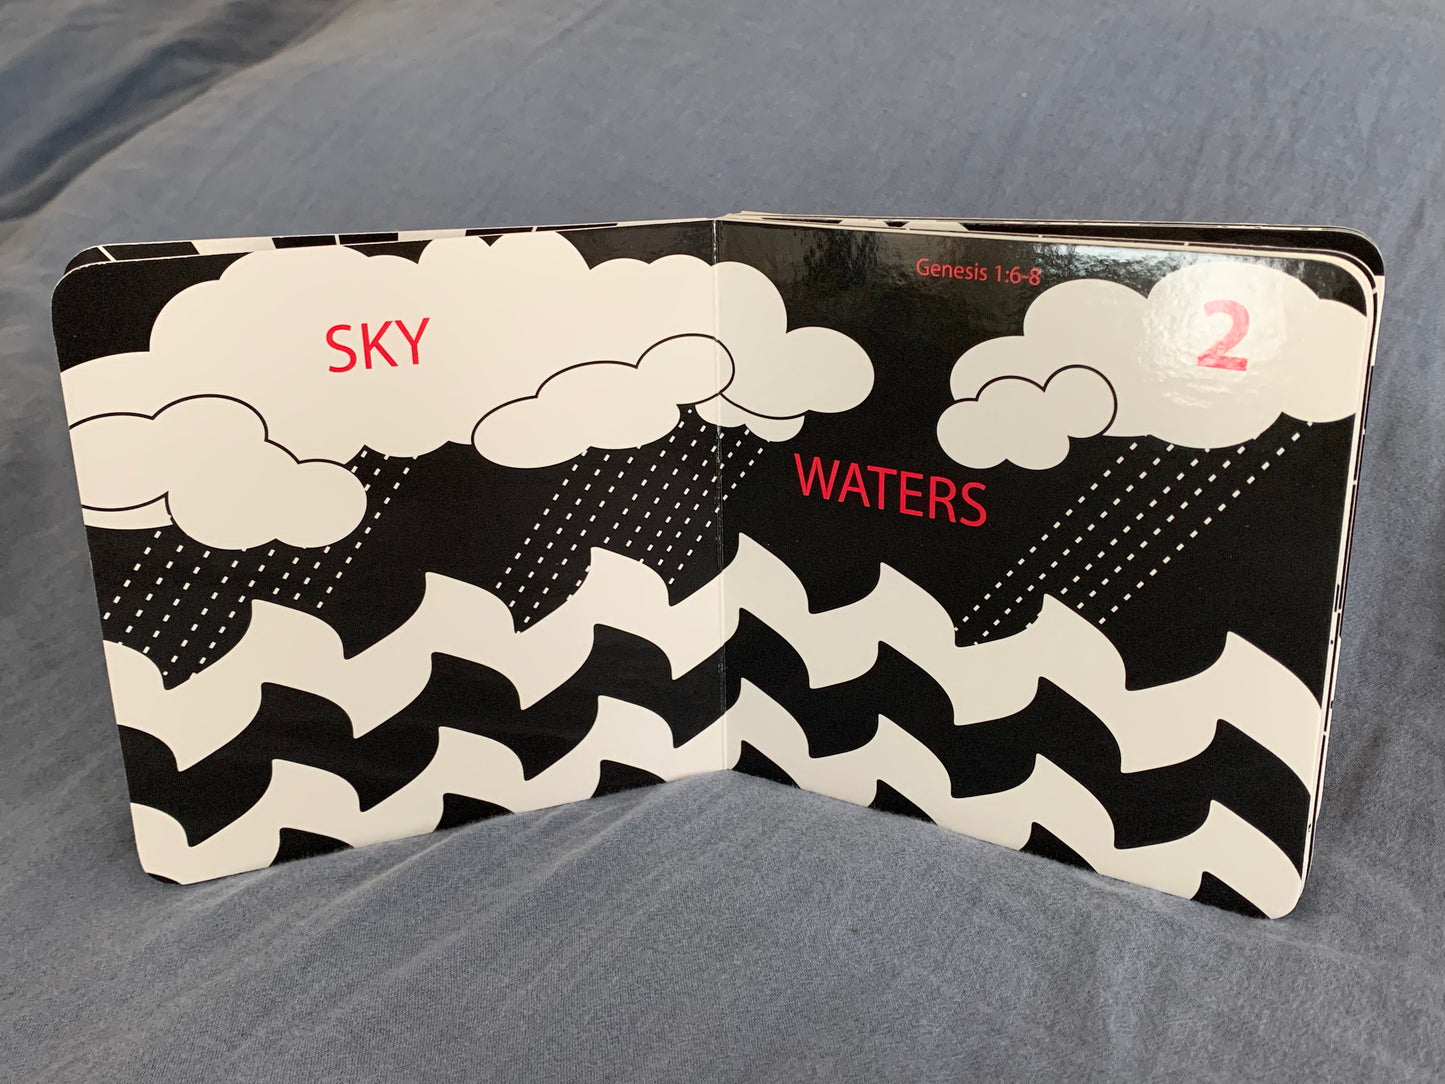 SKY
Genesis 1:6-8
2
WATERS